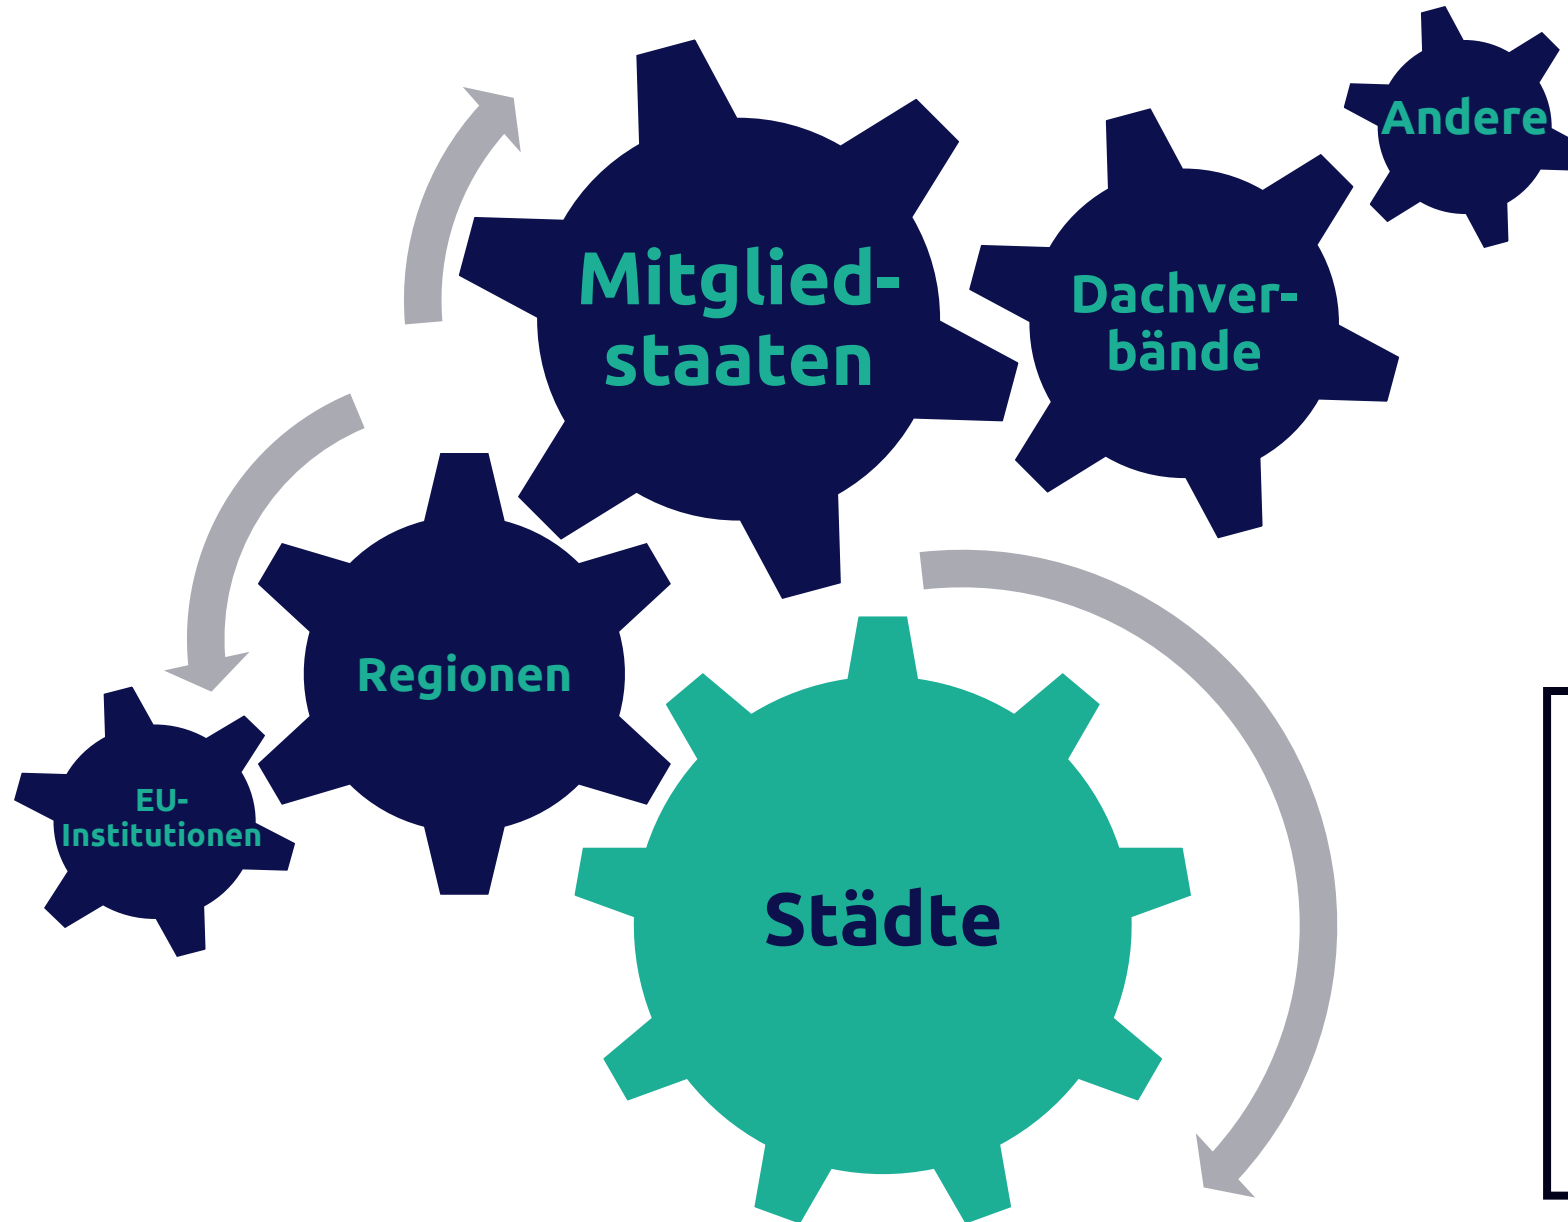 Andere
Mitglied-
staaten
Dachver-
bände
Regionen
EU-
Institutionen
Städte